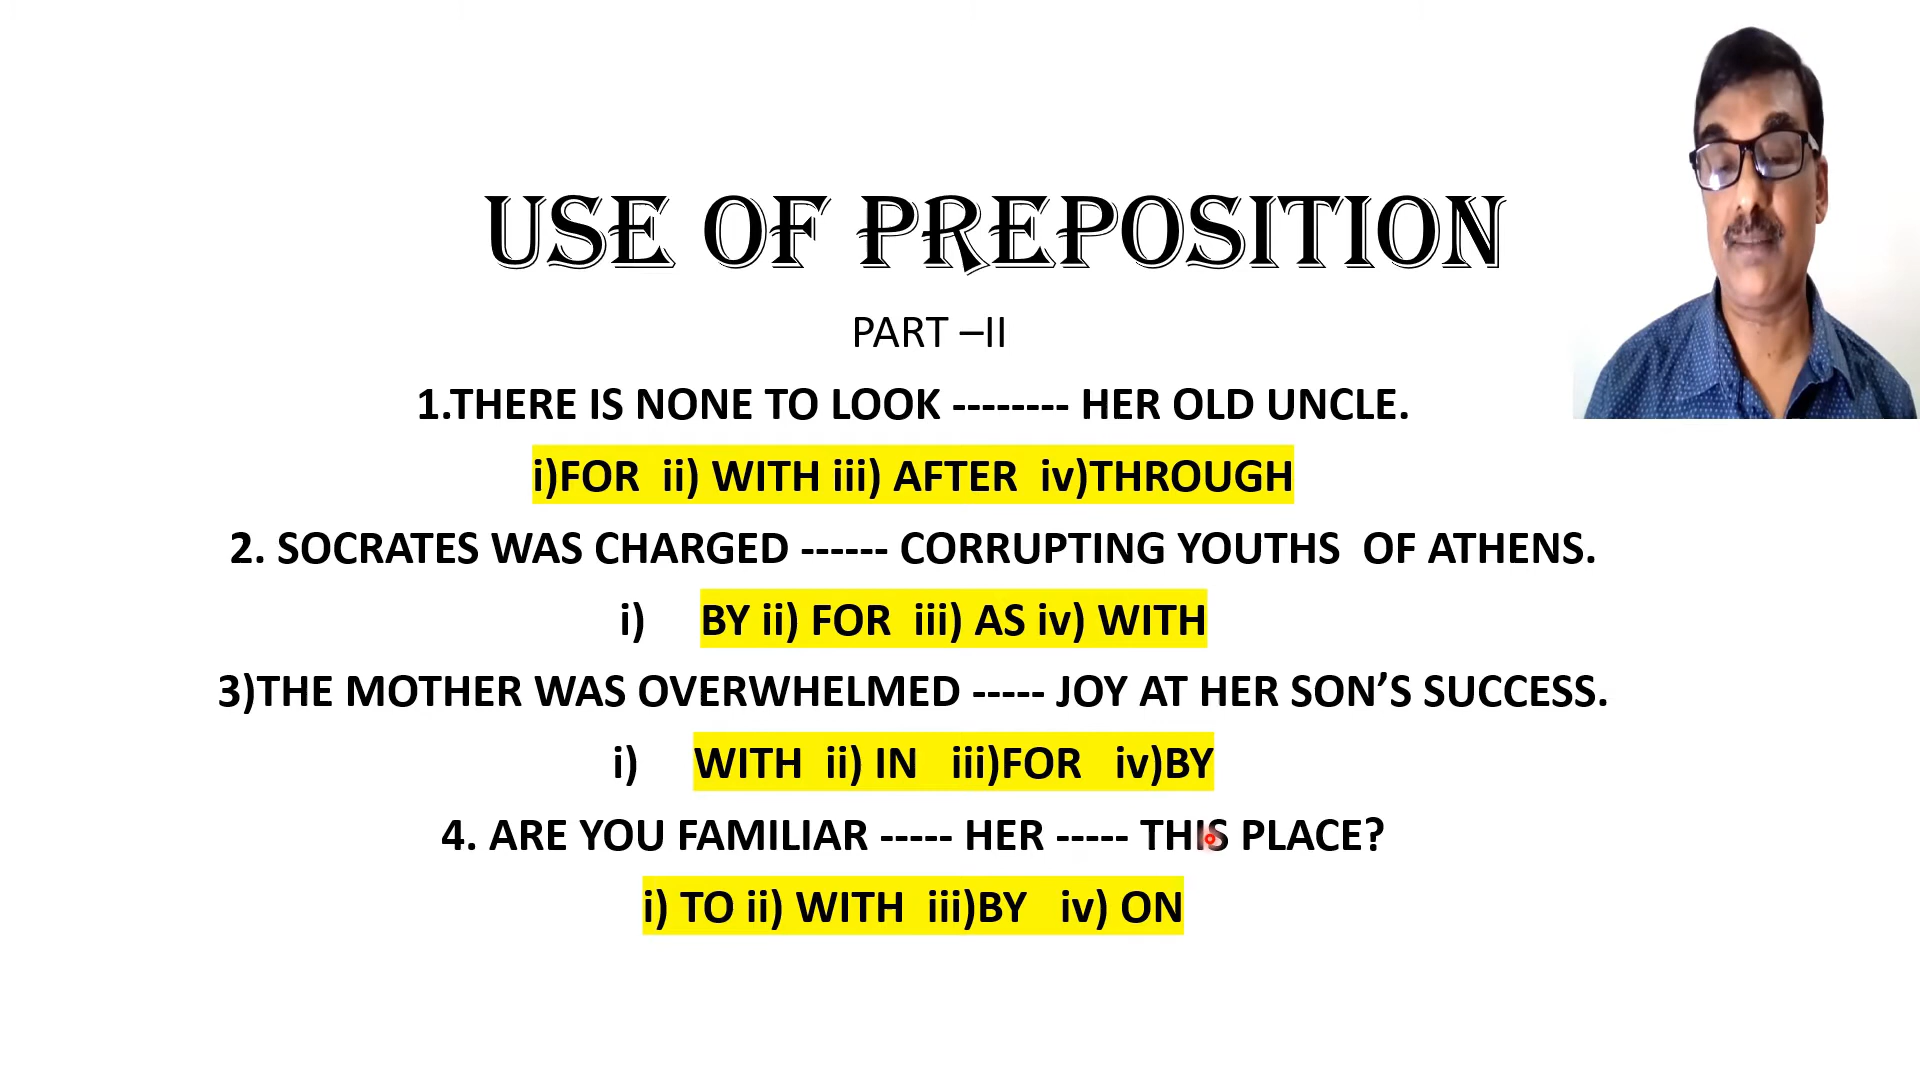 USE OF PREPOSITION
PART –II
1.THERE IS NONE TO LOOK -------- HER OLD UNCLE.
i)FOR ii) WITH iii) AFTER iv)THROUGH
2. SOCRATES WAS CHARGED ------ CORRUPTING YOUTHS OF ATHENS.
i) BY ii) FOR iii) AS iv) WITH
3)THE MOTHER WAS OVERWHELMED ----- JOY AT HER SON’S SUCCESS.
i) WITH ii) IN iii)FOR iv)BY
4. ARE YOU FAMILIAR ----- HER ----- THIS PLACE?
i) TO ii) WITH iii)BY iv) ON